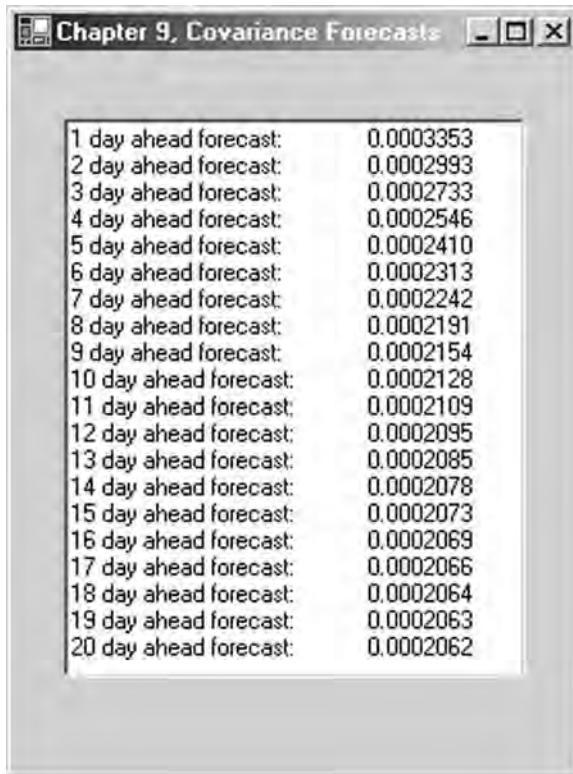 Chapter 9, Covariance Forecasts
1 day ahead forecast: 0.0003353
2 day ahead forecast: 0.0002993
3 day ahead forecast: 0.0002733
4 day ahead forecast: 0.0002546
5 day ahead forecast: 0.0002410
6 day ahead forecast: 0.0002313
7 day ahead forecast: 0.0002242
8 day ahead forecast: 0.0002191
9 day ahead forecast: 0.0002154
10 day ahead forecast: 0.0002128
11 day ahead forecast: 0.0002109
12 day ahead forecast: 0.0002095
13 day ahead forecast: 0.0002085
14 day ahead forecast: 0.0002078
15 day ahead forecast: 0.0002073
16 day ahead forecast: 0.0002069
17 day ahead forecast: 0.0002066
18 day ahead forecast: 0.0002064
19 day ahead forecast: 0.0002063
20 day ahead forecast: 0.0002062